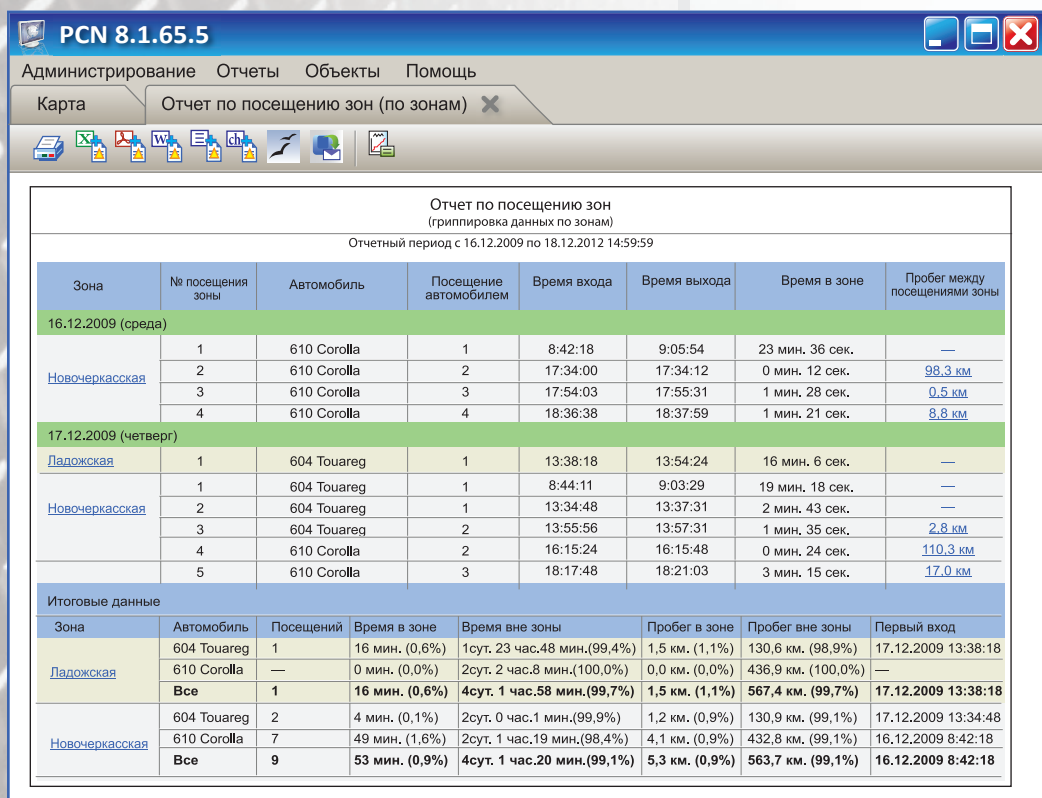 PCN 8.1.65.5
Администрирование Отчеты Объекты Помощь
Карта Отчет по посещению зон (по зонам)
Отчет по посещению зон
(гриппировка данных по зонам)
Отчетный период с 16.12.2009 по 18.12.2012 14:59:59
Зона № посещения зоны Автомобиль Посещение автомобилем Время входа Время выхода Время в зоне Пробег между посещениями зоны
16.12.2009 (среда)
Новочеркасская
1 610 Corolla 1 8:42:18 9:05:54 23 мин. 36 сек. —
2 610 Corolla 2 17:34:00 17:34:12 0 мин. 12 сек. 98,3 км
3 610 Corolla 3 17:54:03 17:55:31 1 мин. 28 сек. 0,5 км
4 610 Corolla 4 18:36:38 18:37:59 1 мин. 21 сек. 8,8 км
17.12.2009 (четверг)
Ладожская 1 604 Touareg 1 13:38:18 13:54:24 16 мин. 6 сек. —
Новочеркасская
1 604 Touareg 1 8:44:11 9:03:29 19 мин. 18 сек. —
2 604 Touareg 1 13:34:48 13:37:31 2 мин. 43 сек. —
3 604 Touareg 2 13:55:56 13:57:31 1 мин. 35 сек. 2,8 км
4 610 Corolla 2 16:15:24 16:15:48 0 мин. 24 сек. 110,3 км
5 610 Corolla 3 18:17:48 18:21:03 3 мин. 15 сек. 17,0 км
Итоговые данные
Зона Автомобиль Посещений Время в зоне Время вне зоны Пробег в зоне Пробег вне зоны Первый вход
Ладожская
604 Touareg 1 16 мин. (0,6%) 1сут. 23 час.48 мин.(99,4%) 1,5 км. (1,1%) 130,6 км. (98,9%) 17.12.2009 13:38:18
610 Corolla — 0 мин. (0,0%) 2сут. 2 час.8 мин.(100,0%) 0,0 км. (0,0%) 436,9 км. (100,0%) —
Все 1 16 мин. (0,6%) 4сут. 1 час.58 мин.(99,7%) 1,5 км. (1,1%) 567,4 км. (99,7%) 17.12.2009 13:38:18
Новочеркасская
604 Touareg 2 4 мин. (0,1%) 2сут. 0 час.1 мин.(99,9%) 1,2 км. (0,9%) 130,9 км. (99,1%) 17.12.2009 13:34:48
610 Corolla 7 49 мин. (1,6%) 2сут. 1 час.19 мин.(98,4%) 4,1 км. (0,9%) 432,8 км. (99,1%) 16.12.2009 8:42:18
Все 9 53 мин. (0,9%) 4сут. 1 час.20 мин.(99,1%) 5,3 км. (0,9%) 563,7 км. (99,1%) 16.12.2009 8:42:18